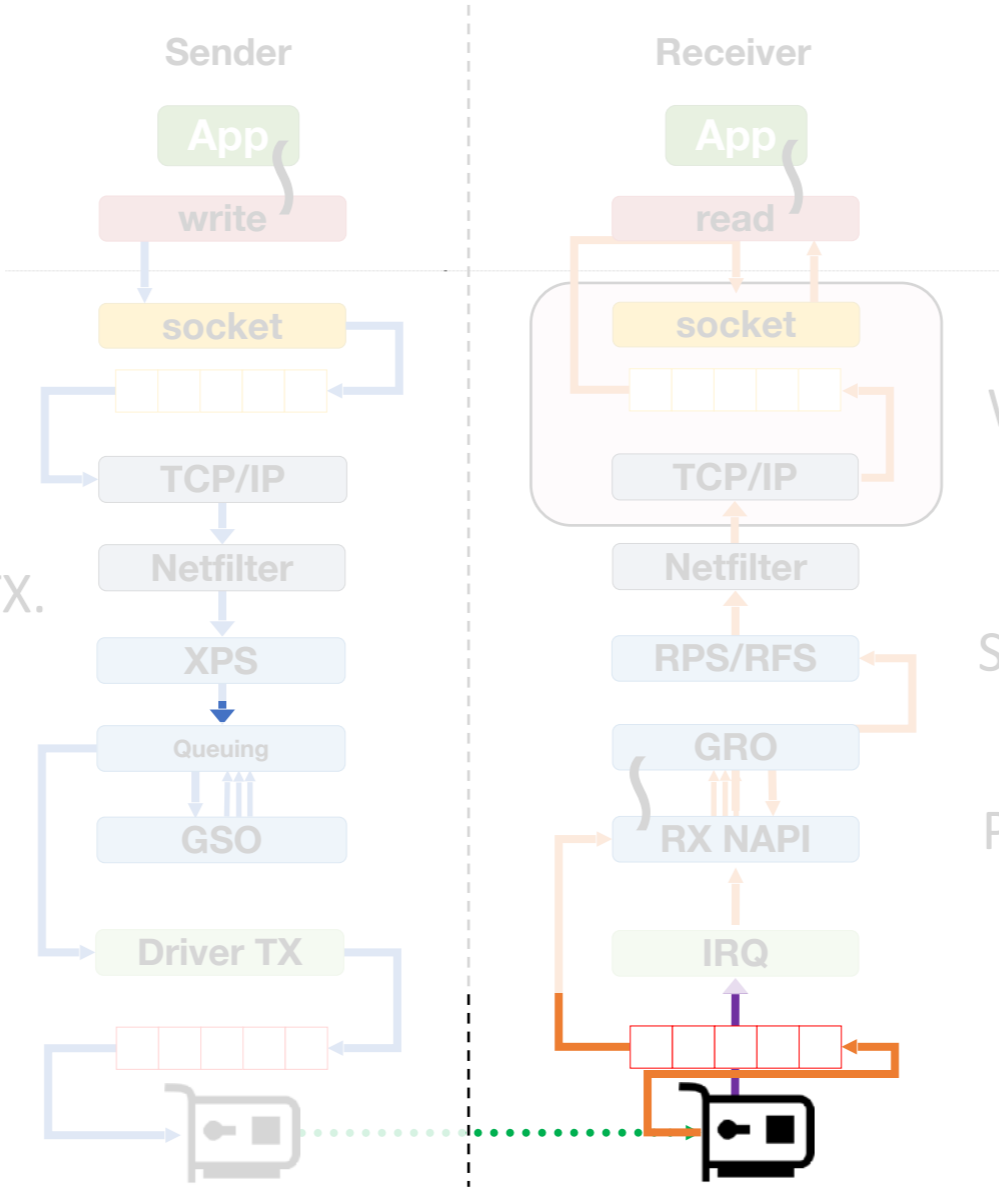 Sender
Receiver
App
App
write
read
socket
socket
TCP/IP
TCP/IP
Netfilter
Netfilter
TX.
XPS
RPS/RFS
S
Queuing
GRO
GSO
RX NAPI
Driver TX
IRQ